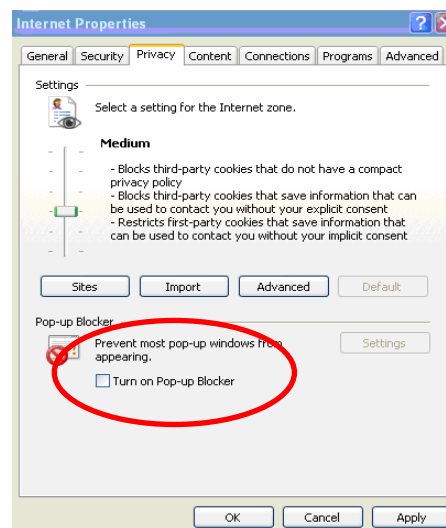 Internet Properties
General Security Privacy Content Connections Programs Advanced
Settings
Select a setting for the Internet zone.
Medium
- Blocks third-party cookies that do not have a compact
privacy policy
- Blocks third-party cookies that save information that can
be used to contact you without your explicit consent
- Restricts first-party cookies that save information that
can be used to contact you without your implicit consent
Sites Import Advanced Default
Pop-up Blocker
Prevent most pop-up windows from
appearing.
Settings
Turn on Pop-up Blocker
OK Cancel Apply